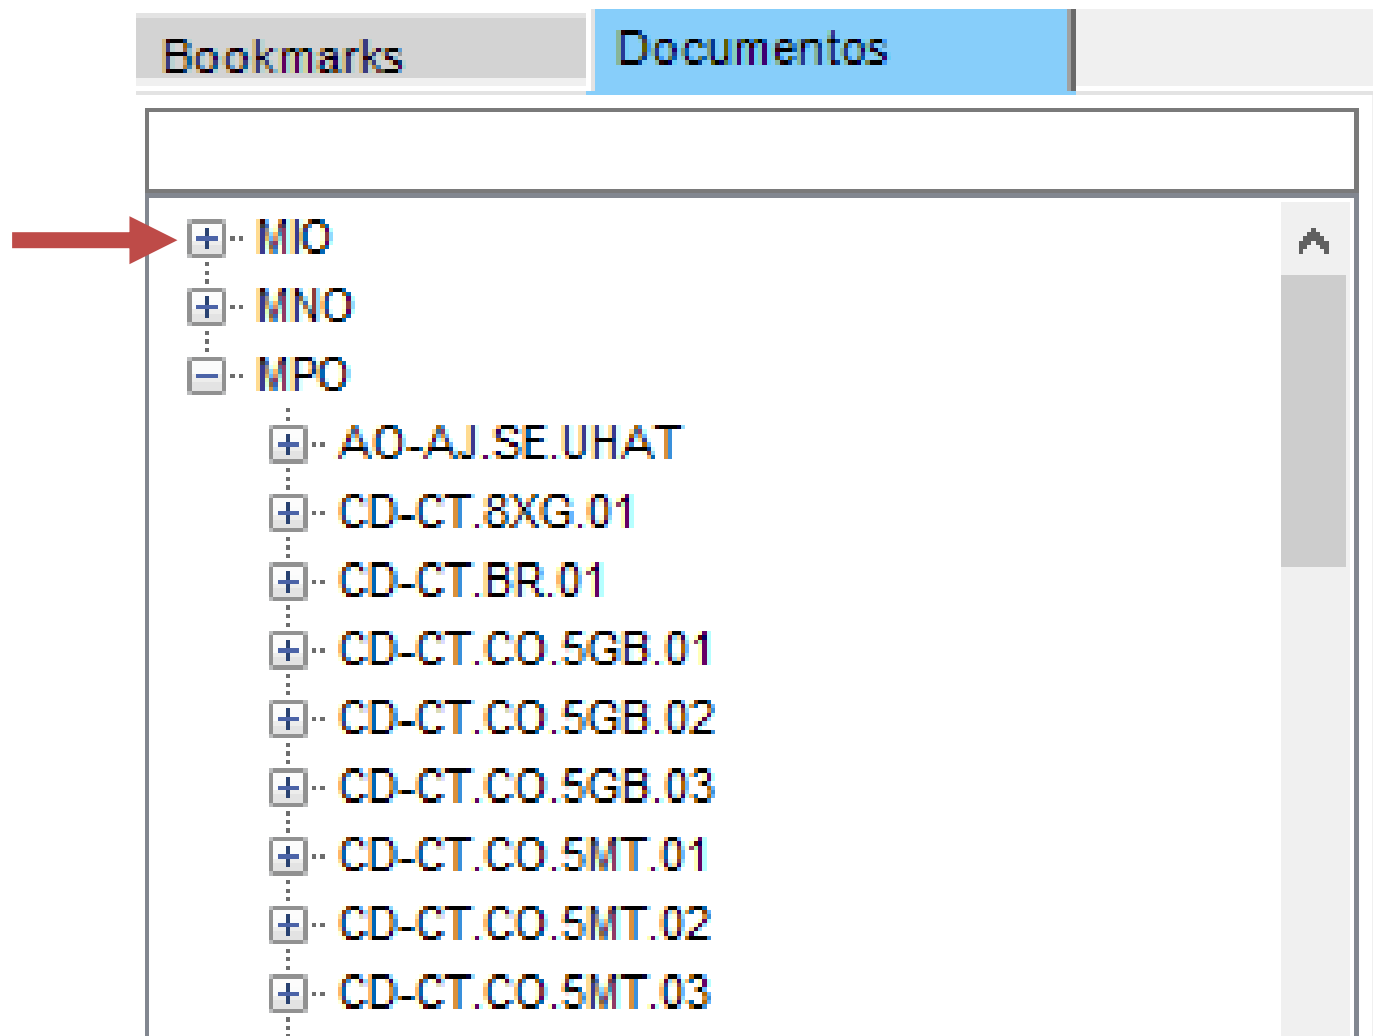 Bookmarks Documentos
MIO
MNO
MPO
AO-AJ.SE.UHAT
CD-CT.8XG.01
CD-CT.BR.01
CD-CT.CO.5GB.01
CD-CT.CO.5GB.02
CD-CT.CO.5GB.03
CD-CT.CO.5MT.01
CD-CT.CO.5MT.02
CD-CT.CO.5MT.03